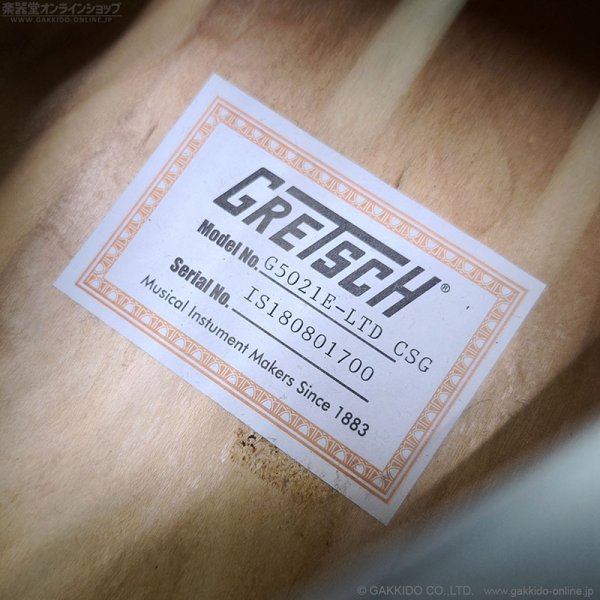 楽器堂オンラインショップ
WWW.GAKKIDO-ONLINE.COM
GRETSCH®
Model No. G5021E-LTD CSG
Serial No. IS180801700
Musical Instument Makers Since 1883
© GAKKIDO CO.,LTD. www.gakkido-online.jp